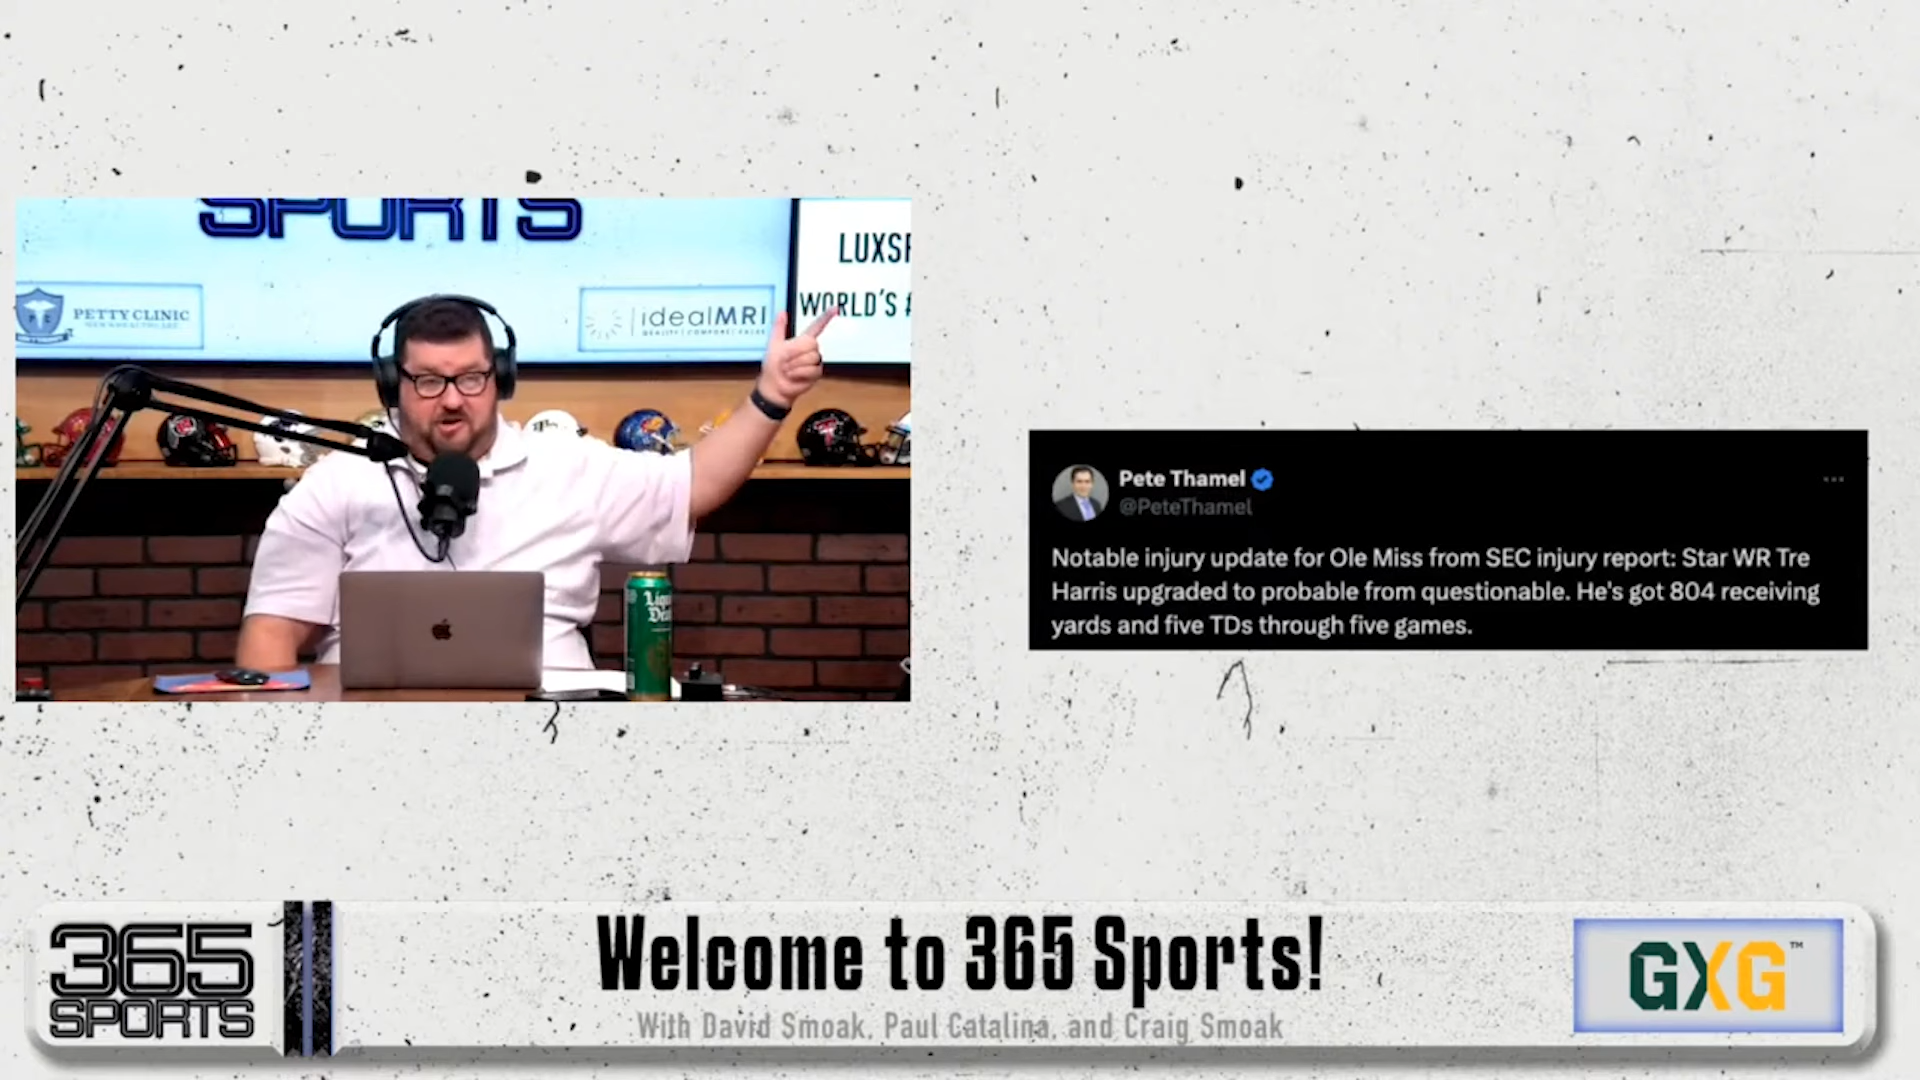 SPORTS
LUXSF
WORLD'S #
PETTY CLINIC
idealMRI
Pete Thamel
@PeteThamel
Notable injury update for Ole Miss from SEC injury report: Star WR Tre
Harris upgraded to probable from questionable. He's got 804 receiving
yards and five TDs through five games.
365
SPORTS
Welcome to 365 Sports!
With David Smoak, Paul Catalina, and Craig Smoak
GXG™